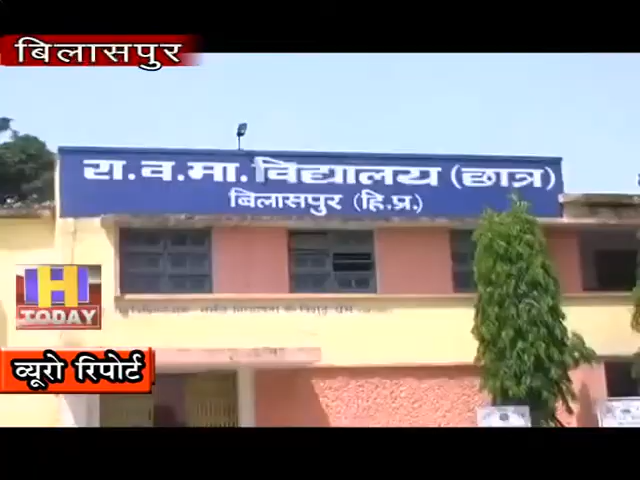 बिलासपुर
रा.व.मा.विद्यालय (छात्र)
बिलासपुर (हि.प्र.)
H
TODAY
ब्यूरो रिपोर्ट